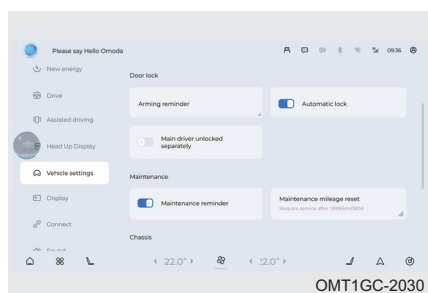 Please say Hello Omoda
09:36
New energy
Door lock
Drive
Arming reminder
Automatic lock
Assisted driving
Main driver unlocked
separately
Head Up Display
Vehicle settings
Maintenance
Display
Maintenance reminder
Maintenance mileage reset
Connect
Chassis
Sound
22.0°
OMT1GC-2030